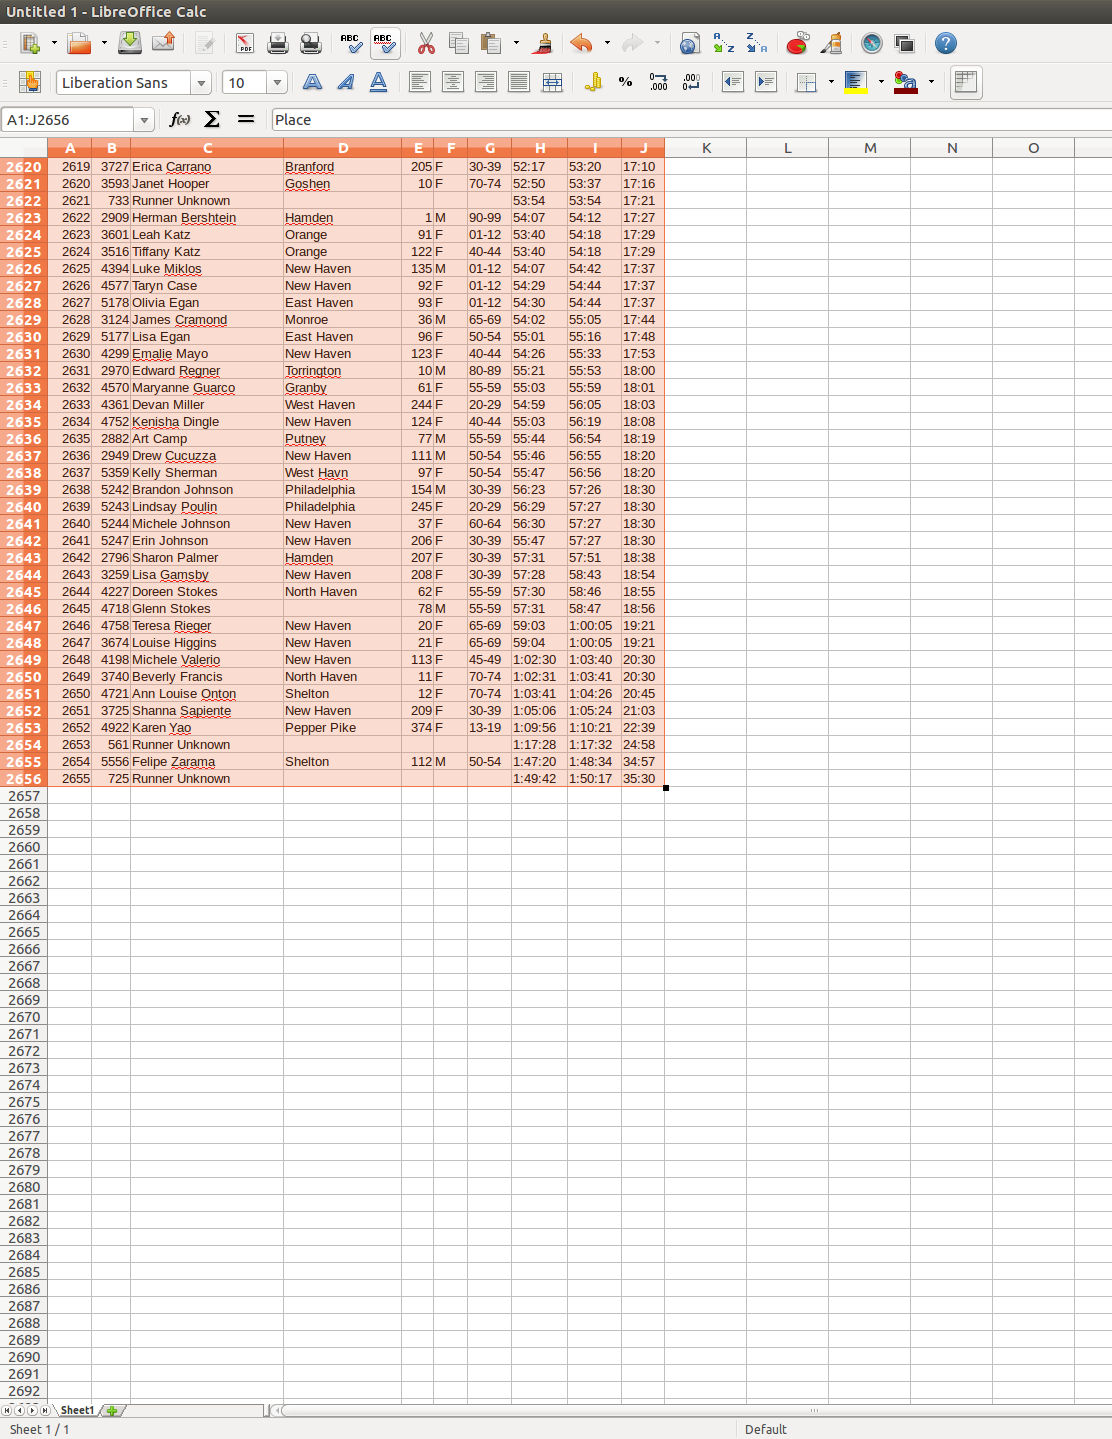 Untitled 1 - LibreOffice Calc
PDF ABC ABC A Z Z A ?
Liberation Sans 10 A A A % 0.000 .000 0
A1:J2656 f(x) Σ = Place
A B C D E F G H I J K L M N O
2620 2619 3727 Erica Carrano Branford 205 F 30-39 52:17 53:20 17:10
2621 2620 3593 Janet Hooper Goshen 10 F 70-74 52:50 53:37 17:16
2622 2621 733 Runner Unknown 53:54 53:54 17:21
2623 2622 2909 Herman Bershtein Hamden 1 M 90-99 54:07 54:12 17:27
2624 2623 3601 Leah Katz Orange 91 F 01-12 53:40 54:18 17:29
2625 2624 3516 Tiffany Katz Orange 122 F 40-44 53:40 54:18 17:29
2626 2625 4394 Luke Miklos New Haven 135 M 01-12 54:07 54:42 17:37
2627 2626 4577 Taryn Case New Haven 92 F 01-12 54:29 54:44 17:37
2628 2627 5178 Olivia Egan East Haven 93 F 01-12 54:30 54:44 17:37
2629 2628 3124 James Cramond Monroe 36 M 65-69 54:02 55:05 17:44
2630 2629 5177 Lisa Egan East Haven 96 F 50-54 55:01 55:16 17:48
2631 2630 4299 Emalie Mayo New Haven 123 F 40-44 54:26 55:33 17:53
2632 2631 2970 Edward Regner Torrington 10 M 80-89 55:21 55:53 18:00
2633 2632 4570 Maryanne Guarco Granby 61 F 55-59 55:03 55:59 18:01
2634 2633 4361 Devan Miller West Haven 244 F 20-29 54:59 56:05 18:03
2635 2634 4752 Kenisha Dingle New Haven 124 F 40-44 55:03 56:19 18:08
2636 2635 2882 Art Camp Putney 77 M 55-59 55:44 56:54 18:19
2637 2636 2949 Drew Cucuzza New Haven 111 M 50-54 55:46 56:55 18:20
2638 2637 5359 Kelly Sherman West Havn 97 F 50-54 55:47 56:56 18:20
2639 2638 5242 Brandon Johnson Philadelphia 154 M 30-39 56:23 57:26 18:30
2640 2639 5243 Lindsay Poulin Philadelphia 245 F 20-29 56:29 57:27 18:30
2641 2640 5244 Michele Johnson New Haven 37 F 60-64 56:30 57:27 18:30
2642 2641 5247 Erin Johnson New Haven 206 F 30-39 55:47 57:27 18:30
2643 2642 2796 Sharon Palmer Hamden 207 F 30-39 57:31 57:51 18:38
2644 2643 3259 Lisa Gamsby New Haven 208 F 30-39 57:28 58:43 18:54
2645 2644 4227 Doreen Stokes North Haven 62 F 55-59 57:30 58:46 18:55
2646 2645 4718 Glenn Stokes 78 M 55-59 57:31 58:47 18:56
2647 2646 4758 Teresa Rieger New Haven 20 F 65-69 59:03 1:00:05 19:21
2648 2647 3674 Louise Higgins New Haven 21 F 65-69 59:04 1:00:05 19:21
2649 2648 4198 Michele Valerio New Haven 113 F 45-49 1:02:30 1:03:40 20:30
2650 2649 3740 Beverly Francis North Haven 11 F 70-74 1:02:31 1:03:41 20:30
2651 2650 4721 Ann Louise Onton Shelton 12 F 70-74 1:03:41 1:04:26 20:45
2652 2651 3725 Shanna Sapiente New Haven 209 F 30-39 1:05:06 1:05:24 21:03
2653 2652 4922 Karen Yao Pepper Pike 374 F 13-19 1:09:56 1:10:21 22:39
2654 2653 561 Runner Unknown 1:17:28 1:17:32 24:58
2655 2654 5556 Felipe Zarama Shelton 112 M 50-54 1:47:20 1:48:34 34:57
2656 2655 725 Runner Unknown 1:49:42 1:50:17 35:30
2657
2658
2659
2660
2661
2662
2663
2664
2665
2666
2667
2668
2669
2670
2671
2672
2673
2674
2675
2676
2677
2678
2679
2680
2681
2682
2683
2684
2685
2686
2687
2688
2689
2690
2691
2692
Sheet1
Sheet 1 / 1 Default